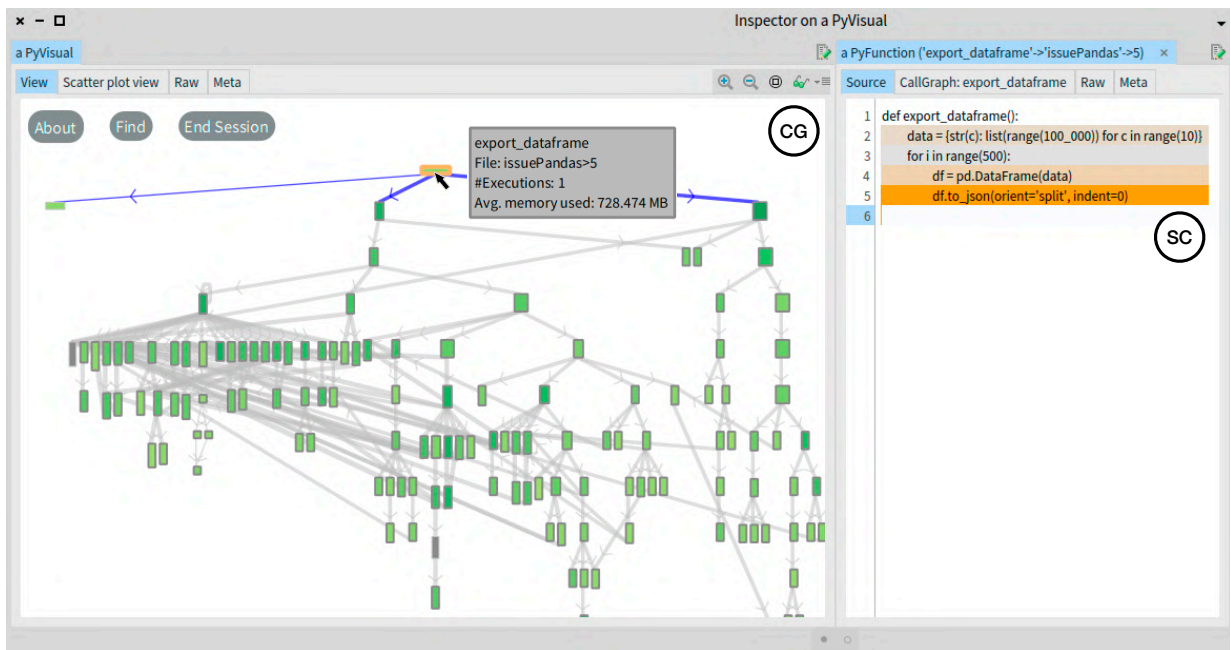 Inspector on a PyVisual
a PyVisual
a PyFunction ('export_dataframe'->'issuePandas'->5) ×
View Scatter plot view Raw Meta
Source CallGraph: export_dataframe Raw Meta
About Find End Session
CG
export_dataframe
File: issuePandas>5
#Executions: 1
Avg. memory used: 728.474 MB
1 def export_dataframe():
2 data = {str(c): list(range(100_000)) for c in range(10)}
3 for i in range(500):
4 df = pd.DataFrame(data)
5 df.to_json(orient='split', indent=0)
6
SC